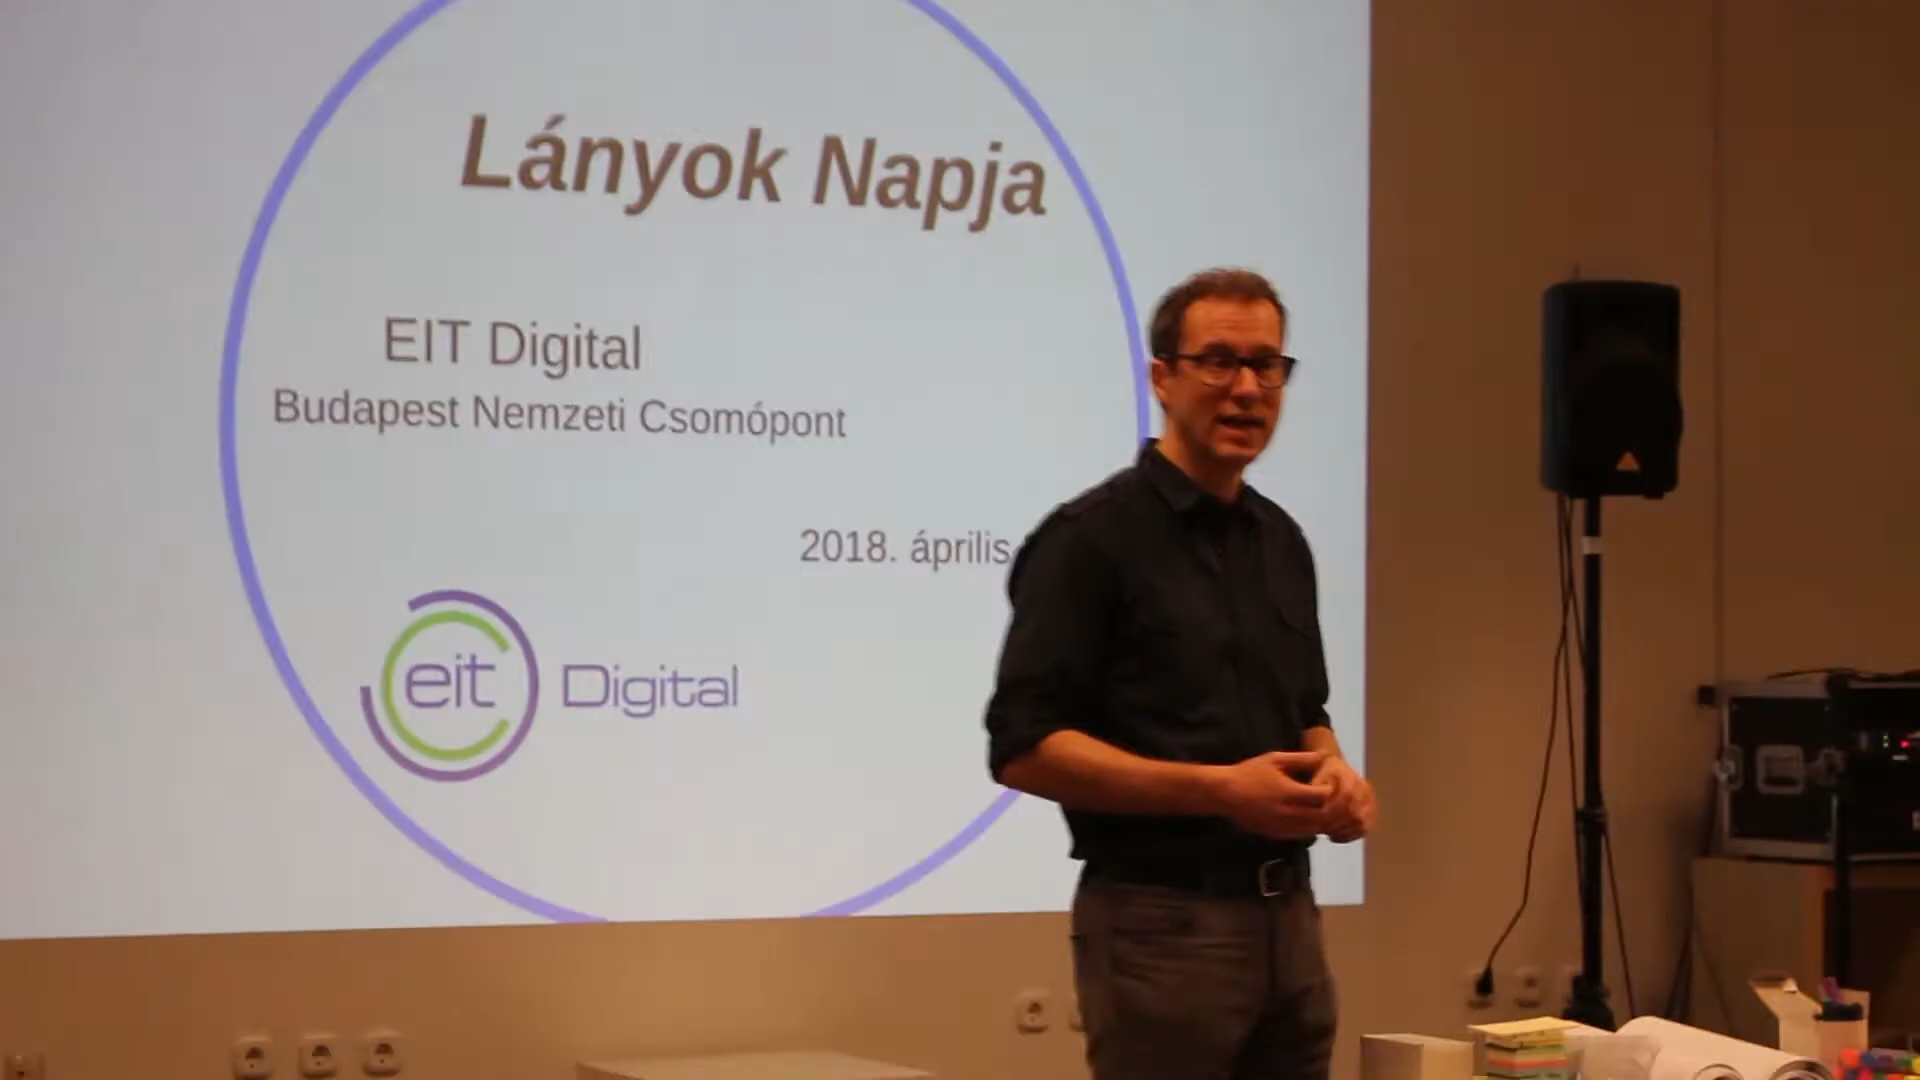 Lányok Napja
EIT Digital
Budapest Nemzeti Csomópont
2018. április
eit Digital